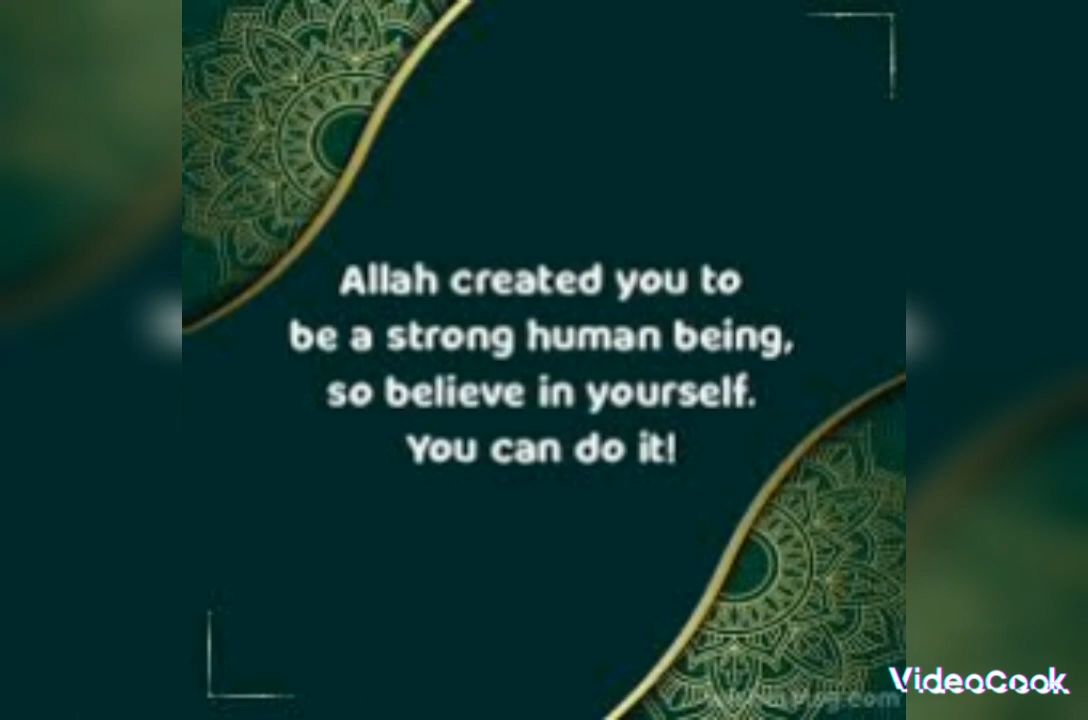 Allah created you to
be a strong human being,
so believe in yourself.
You can do it!
VideoCook